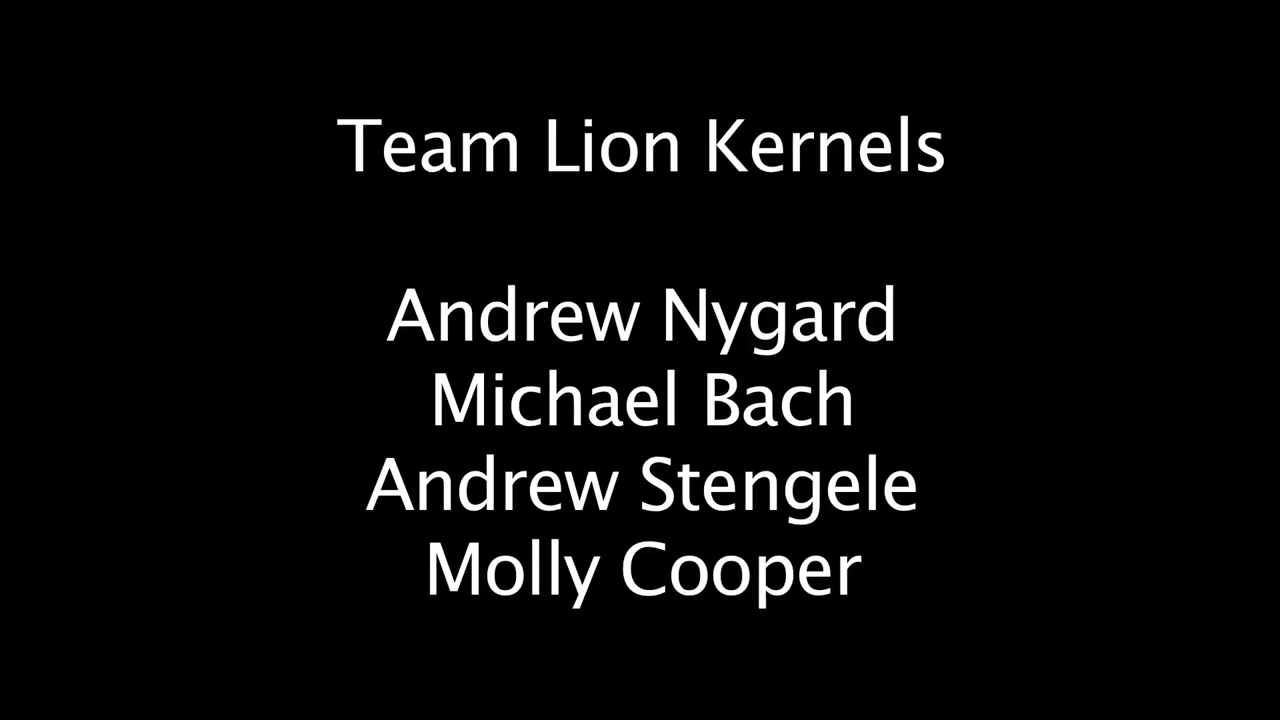 Team Lion Kernels
Andrew Nygard
Michael Bach
Andrew Stengele
Molly Cooper